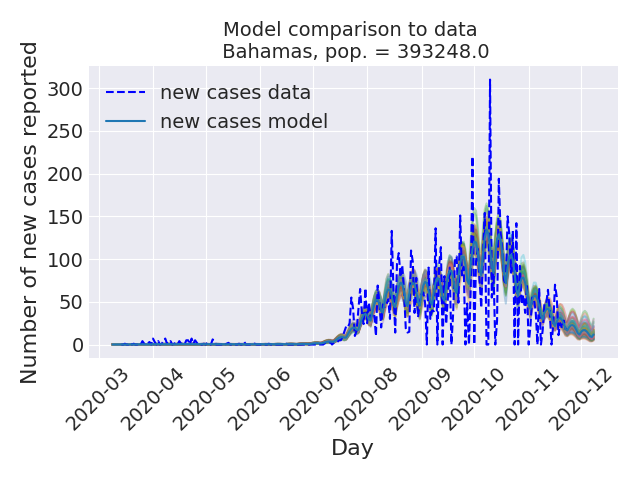 Model comparison to data
Bahamas, pop. = 393248.0
Number of new cases reported
300
250
200
150
100
50
0
new cases data
new cases model
2020-03
2020-04
2020-05
2020-06
2020-07
2020-08
2020-09
2020-10
2020-11
2020-12
Day